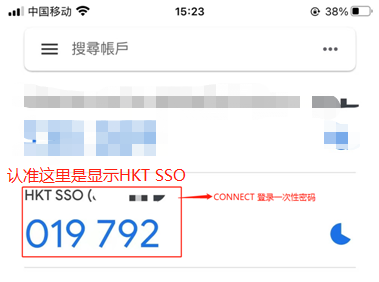 中国移动 15:23 38%
搜尋帳戶
认准这里是显示HKT SSO
HKT SSO (
CONNECT 登录一次性密码
019 792